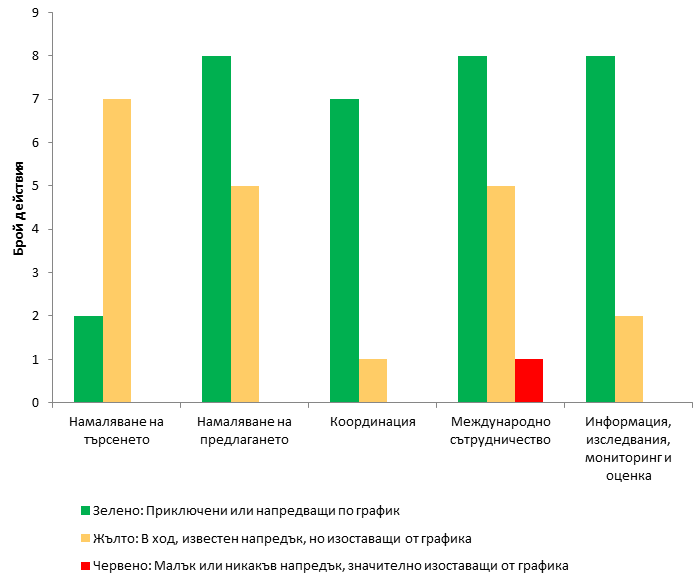 9
8
7
6
5
4
3
2
1
0
Брой действия
Намаляване на
търсенето
Намаляване на
предлагането
Координация
Международно
сътрудничество
Информация,
изследвания,
мониторинг и
оценка
Зелено: Приключени или напредващи по график
Жълто: В ход, известен напредък, но изоставащи от графика
Червено: Малък или никакъв напредък, значително изоставащи от графика